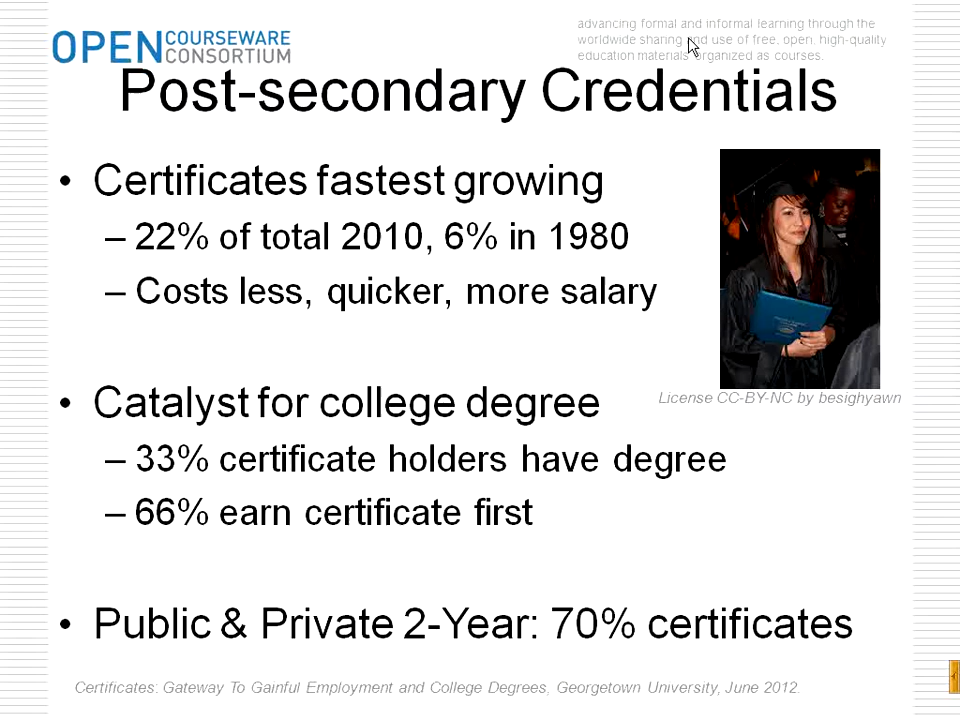 OPEN COURSEWARE CONSORTIUM
advancing formal and informal learning through the
worldwide sharing and use of free, open, high-quality
education materials organized as courses.
Post-secondary Credentials
• Certificates fastest growing
– 22% of total 2010, 6% in 1980
– Costs less, quicker, more salary
License CC-BY-NC by besighyawn
• Catalyst for college degree
– 33% certificate holders have degree
– 66% earn certificate first
• Public & Private 2-Year: 70% certificates
Certificates: Gateway To Gainful Employment and College Degrees, Georgetown University, June 2012.